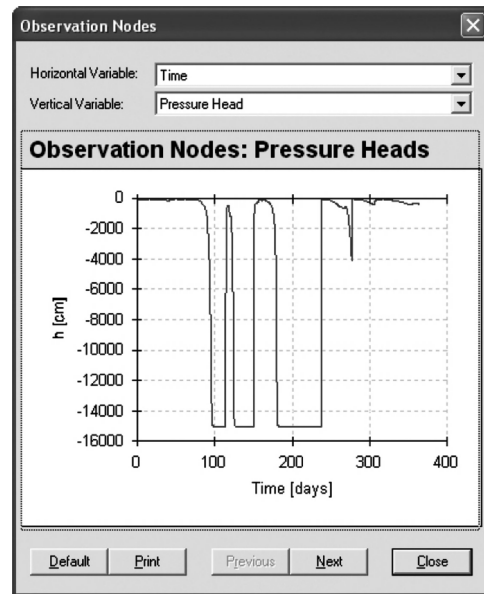 Observation Nodes
Horizontal Variable: Time
Vertical Variable: Pressure Head
Observation Nodes: Pressure Heads
0
-2000
-4000
-6000
-8000
-10000
-12000
-14000
-16000
h [cm]
0 100 200 300 400
Time [days]
Default Print Previous Next Close